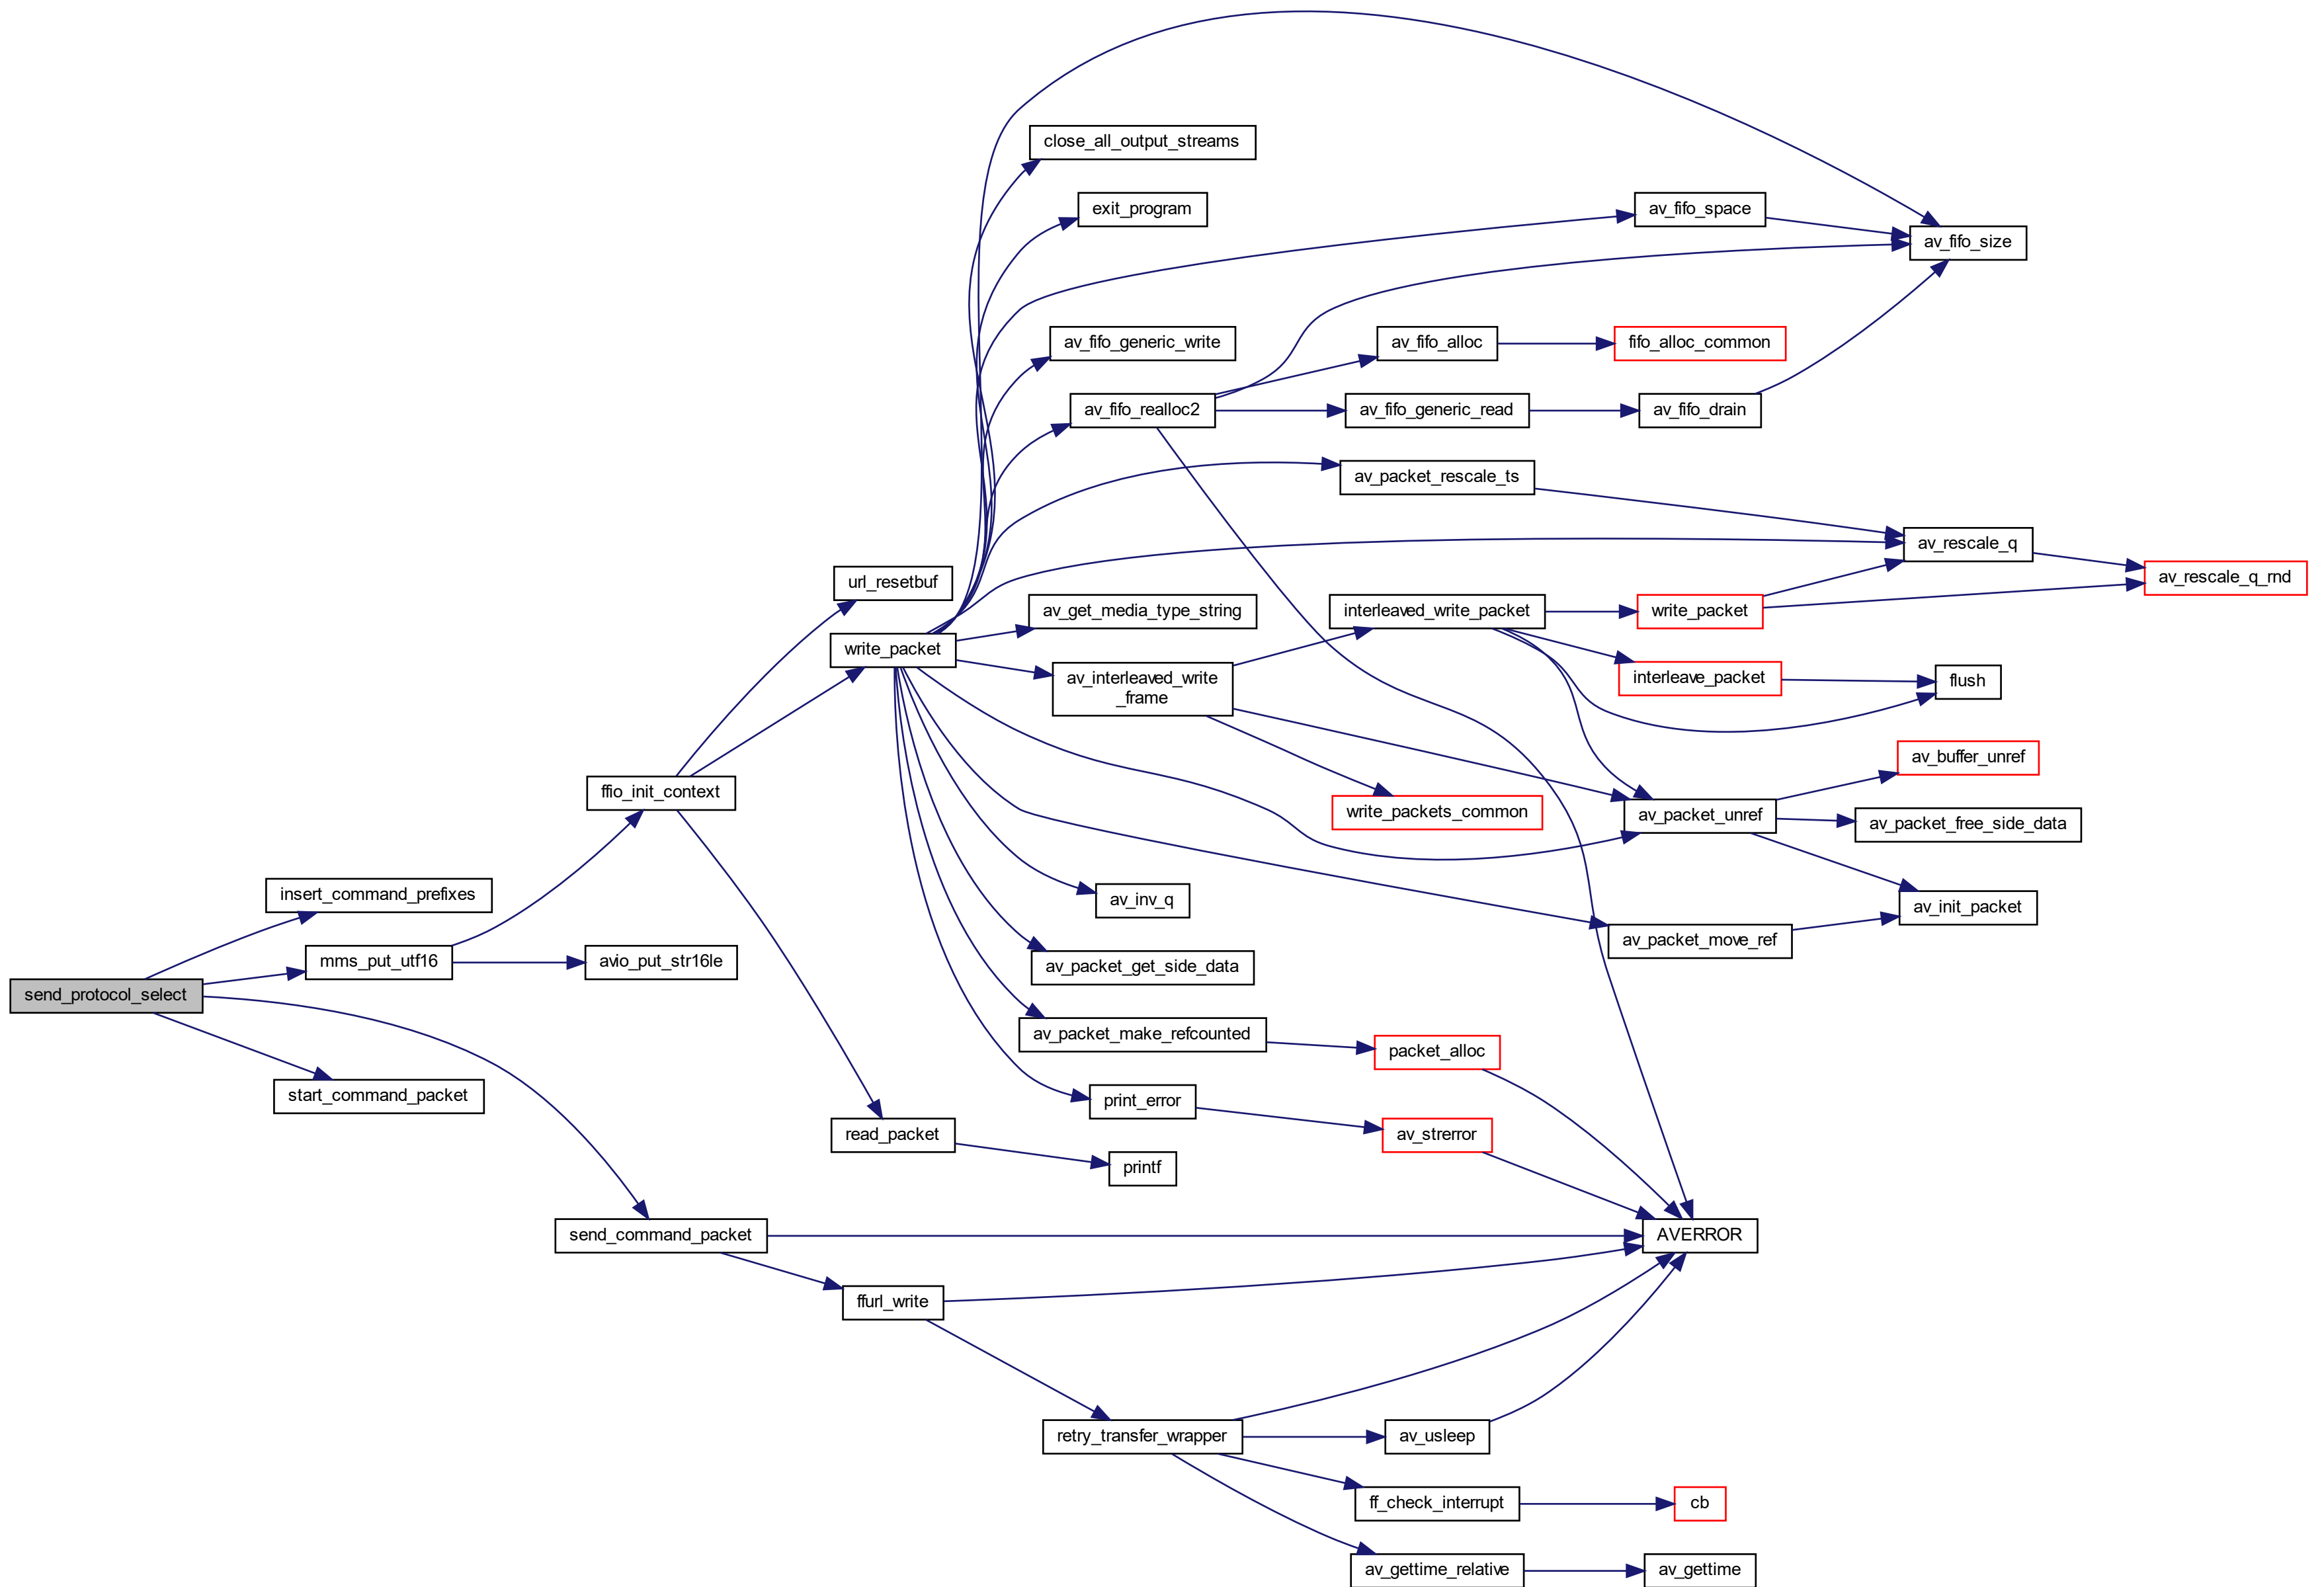 close_all_output_streams
exit_program
av_fifo_space
av_fifo_size
av_fifo_generic_write
av_fifo_alloc
fifo_alloc_common
av_fifo_realloc2
av_fifo_generic_read
av_fifo_drain
av_packet_rescale_ts
av_rescale_q
av_rescale_q_rnd
url_resetbuf
av_get_media_type_string
interleaved_write_packet
write_packet
write_packet
av_interleaved_write
_frame
interleave_packet
flush
av_buffer_unref
ffio_init_context
write_packets_common
av_packet_unref
av_packet_free_side_data
insert_command_prefixes
av_inv_q
av_init_packet
av_packet_move_ref
mms_put_utf16
avio_put_str16le
av_packet_get_side_data
send_protocol_select
av_packet_make_refcounted
packet_alloc
start_command_packet
print_error
read_packet
av_strerror
printf
send_command_packet
AVERROR
ffurl_write
retry_transfer_wrapper
av_usleep
ff_check_interrupt
cb
av_gettime_relative
av_gettime